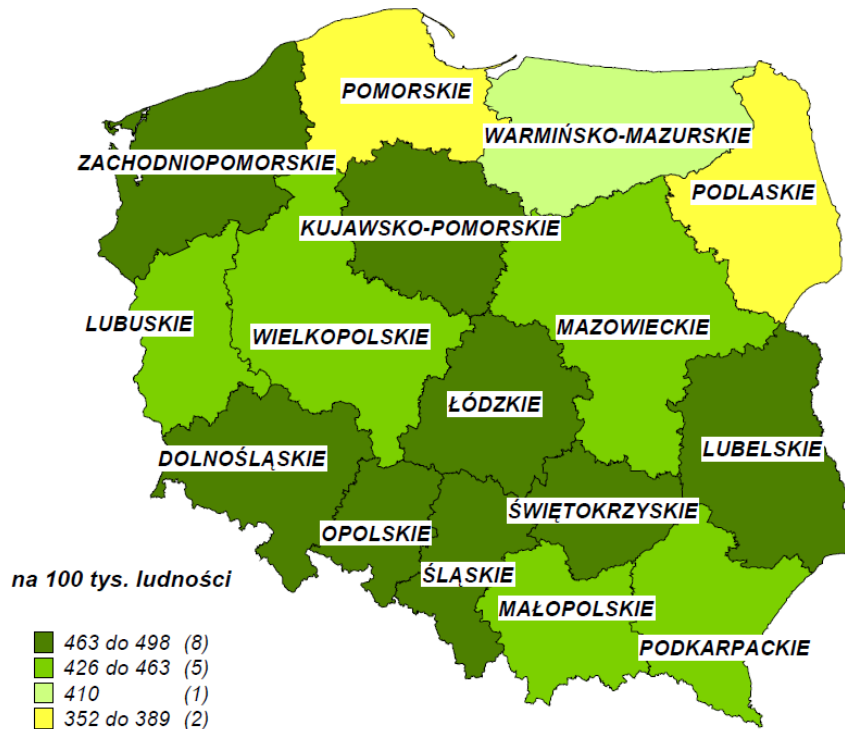 POMORSKIE
WARMIŃSKO-MAZURSKIE
ZACHODNIOPOMORSKIE
PODLASKIE
KUJAWSKO-POMORSKIE
LUBUSKIE
WIELKOPOLSKIE
MAZOWIECKIE
ŁÓDZKIE
DOLNOŚLĄSKIE
LUBELSKIE
OPOLSKIE
ŚWIĘTOKRZYSKIE
ŚLĄSKIE
MAŁOPOLSKIE
PODKARPACKIE
na 100 tys. ludności
463 do 498 (8)
426 do 463 (5)
410 (1)
352 do 389 (2)